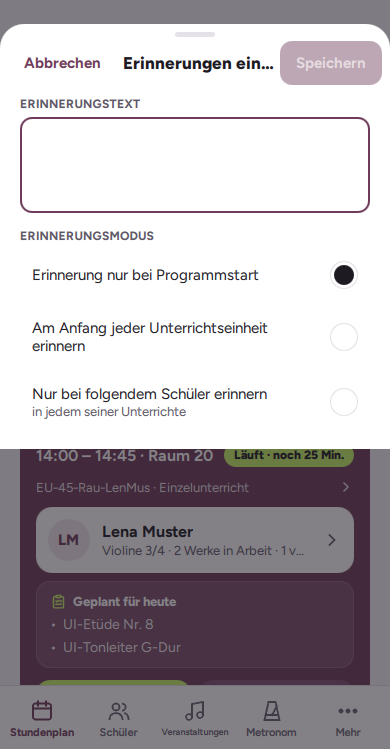 Abbrechen
Erinnerungen ein...
Speichern
ERINNERUNGSTEXT
ERINNERUNGSMODUS
Erinnerung nur bei Programmstart
Am Anfang jeder Unterrichtseinheit
erinnern
Nur bei folgendem Schüler erinnern
in jedem seiner Unterrichte
14:00 – 14:45 · Raum 20
Läuft · noch 25 Min.
EU-45-Rau-LenMus · Einzelunterricht
LM
Lena Muster
Violine 3/4 · 2 Werke in Arbeit · 1 v...
Geplant für heute
• UI-Etüde Nr. 8
• UI-Tonleiter G-Dur
Stundenplan
Schüler
Veranstaltungen
Metronom
Mehr